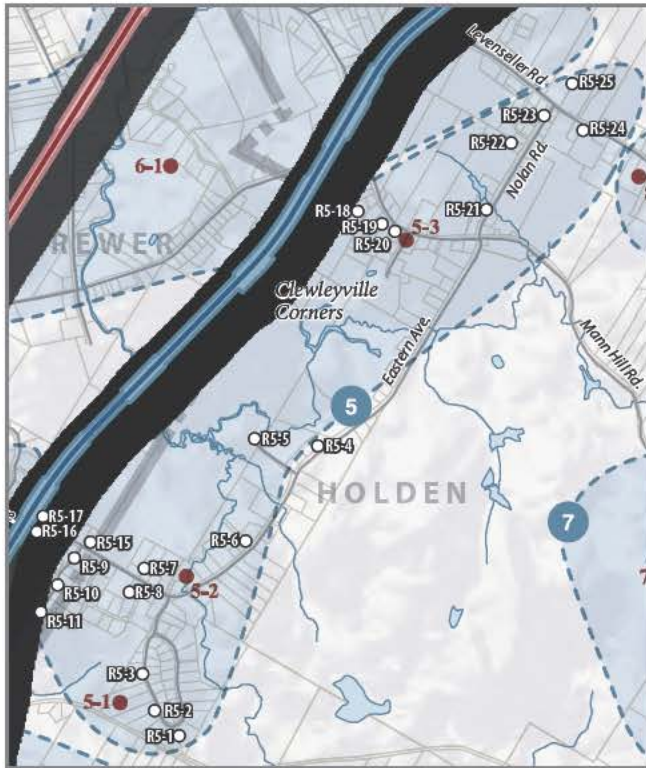 Levenseller Rd.
R5-25
R5-23
R5-24
R5-22
Nolan Rd.
6-1
R5-18
R5-21
R5-19
R5-20
5-3
REWER
Clewleyville
Corners
Eastern Ave.
Mann Hill Rd.
5
R5-5
R5-4
HOLDEN
7
R5-17
R5-16
R5-15
R5-6
R5-9
R5-7
R5-10
R5-8
5-2
R5-11
R5-3
5-1
R5-2
R5-1